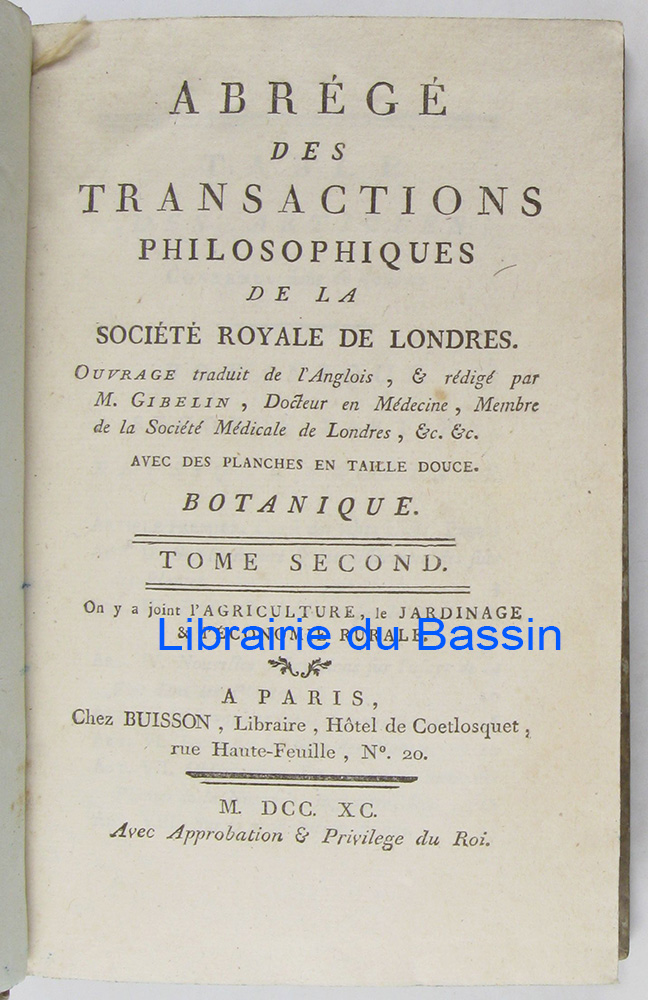 ABRÉGÉ
DES
TRANSACTIONS
PHILOSOPHIQUES
DE LA
SOCIÉTÉ ROYALE DE LONDRES.
OUVRAGE traduit de l'Anglois, & rédigé par
M. GIBELIN, Docteur en Médecine, Membre
de la Société Médicale de Londres, &c. &c.
AVEC DES PLANCHES EN TAILLE DOUCE.
BOTANIQUE.
TOME SECOND.
On y a joint l'AGRICULTURE, le JARDINAGE
& l'ÉCONOMIE RURALE.
Librairie du Bassin
A PARIS,
Chez BUISSON, Libraire, Hôtel de Coetlosquet,
rue Haute-Feuille, Nº. 20.
M. DCC. XC.
Avec Approbation & Privilege du Roi.